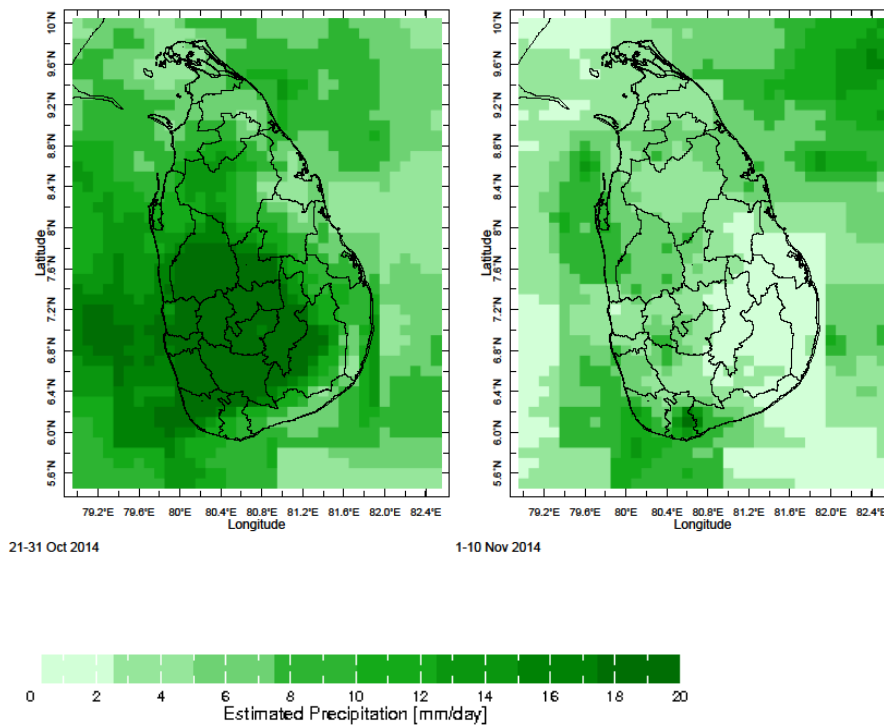 10°N
9.6°N
9.2°N
8.8°N
8.4°N
8°N
7.6°N
7.2°N
6.8°N
6.4°N
6.0°N
5.6°N
Latitude
79.2°E 79.6°E 80°E 80.4°E 80.8°E 81.2°E 81.6°E 82.0°E 82.4°E
Longitude
21-31 Oct 2014
10°N
9.6°N
9.2°N
8.8°N
8.4°N
8°N
7.6°N
7.2°N
6.8°N
6.4°N
6.0°N
5.6°N
Latitude
79.2°E 79.6°E 80°E 80.4°E 80.8°E 81.2°E 81.6°E 82.0°E 82.4°E
Longitude
1-10 Nov 2014
0 2 4 6 8 10 12 14 16 18 20
Estimated Precipitation [mm/day]